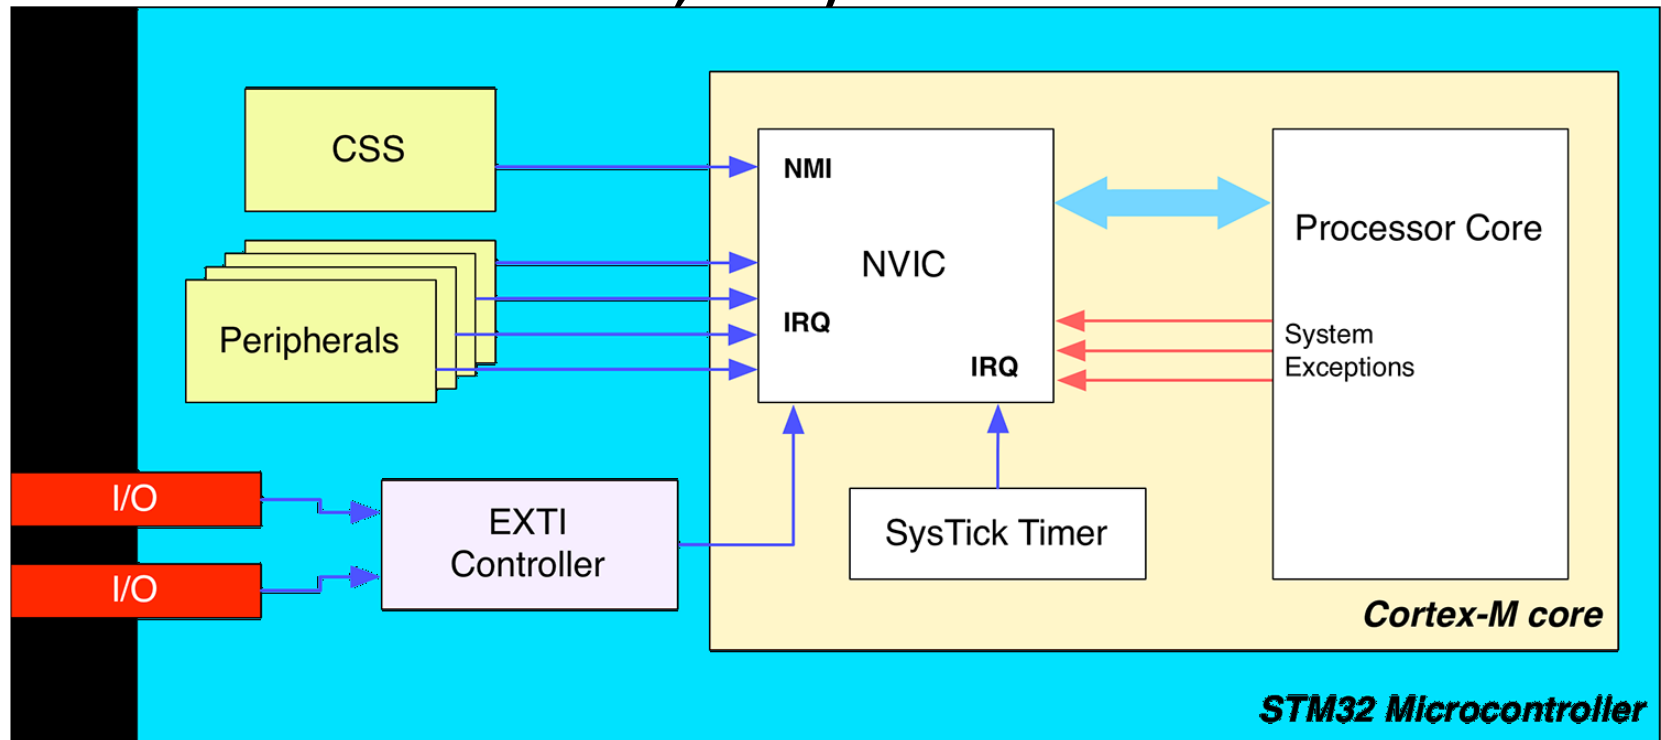 CSS
NMI
NVIC
Processor Core
Peripherals
IRQ
IRQ
System
Exceptions
I/O
I/O
EXTI
Controller
SysTick Timer
Cortex-M core
STM32 Microcontroller